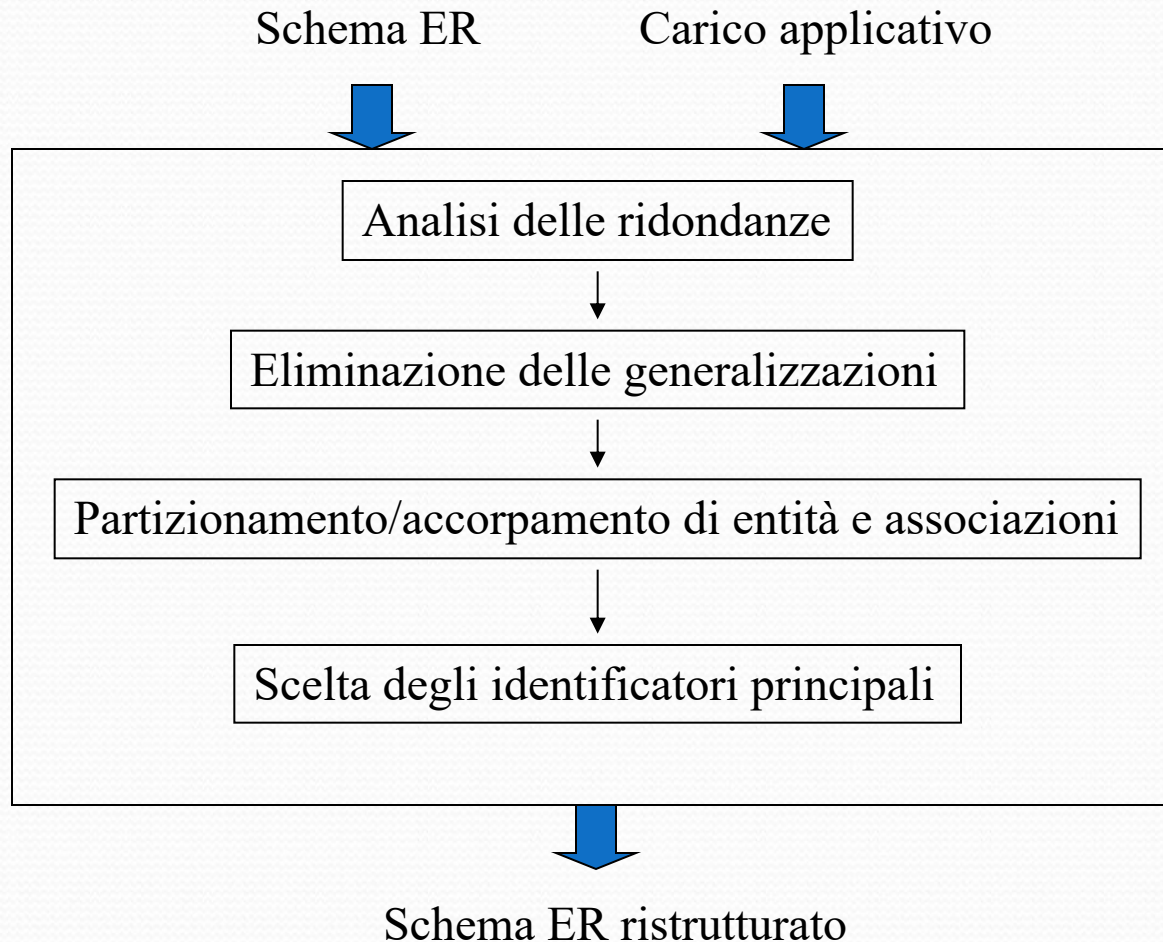 Schema ER
Carico applicativo
Analisi delle ridondanze
Eliminazione delle generalizzazioni
Partizionamento/accorpamento di entità e associazioni
Scelta degli identificatori principali
Schema ER ristrutturato